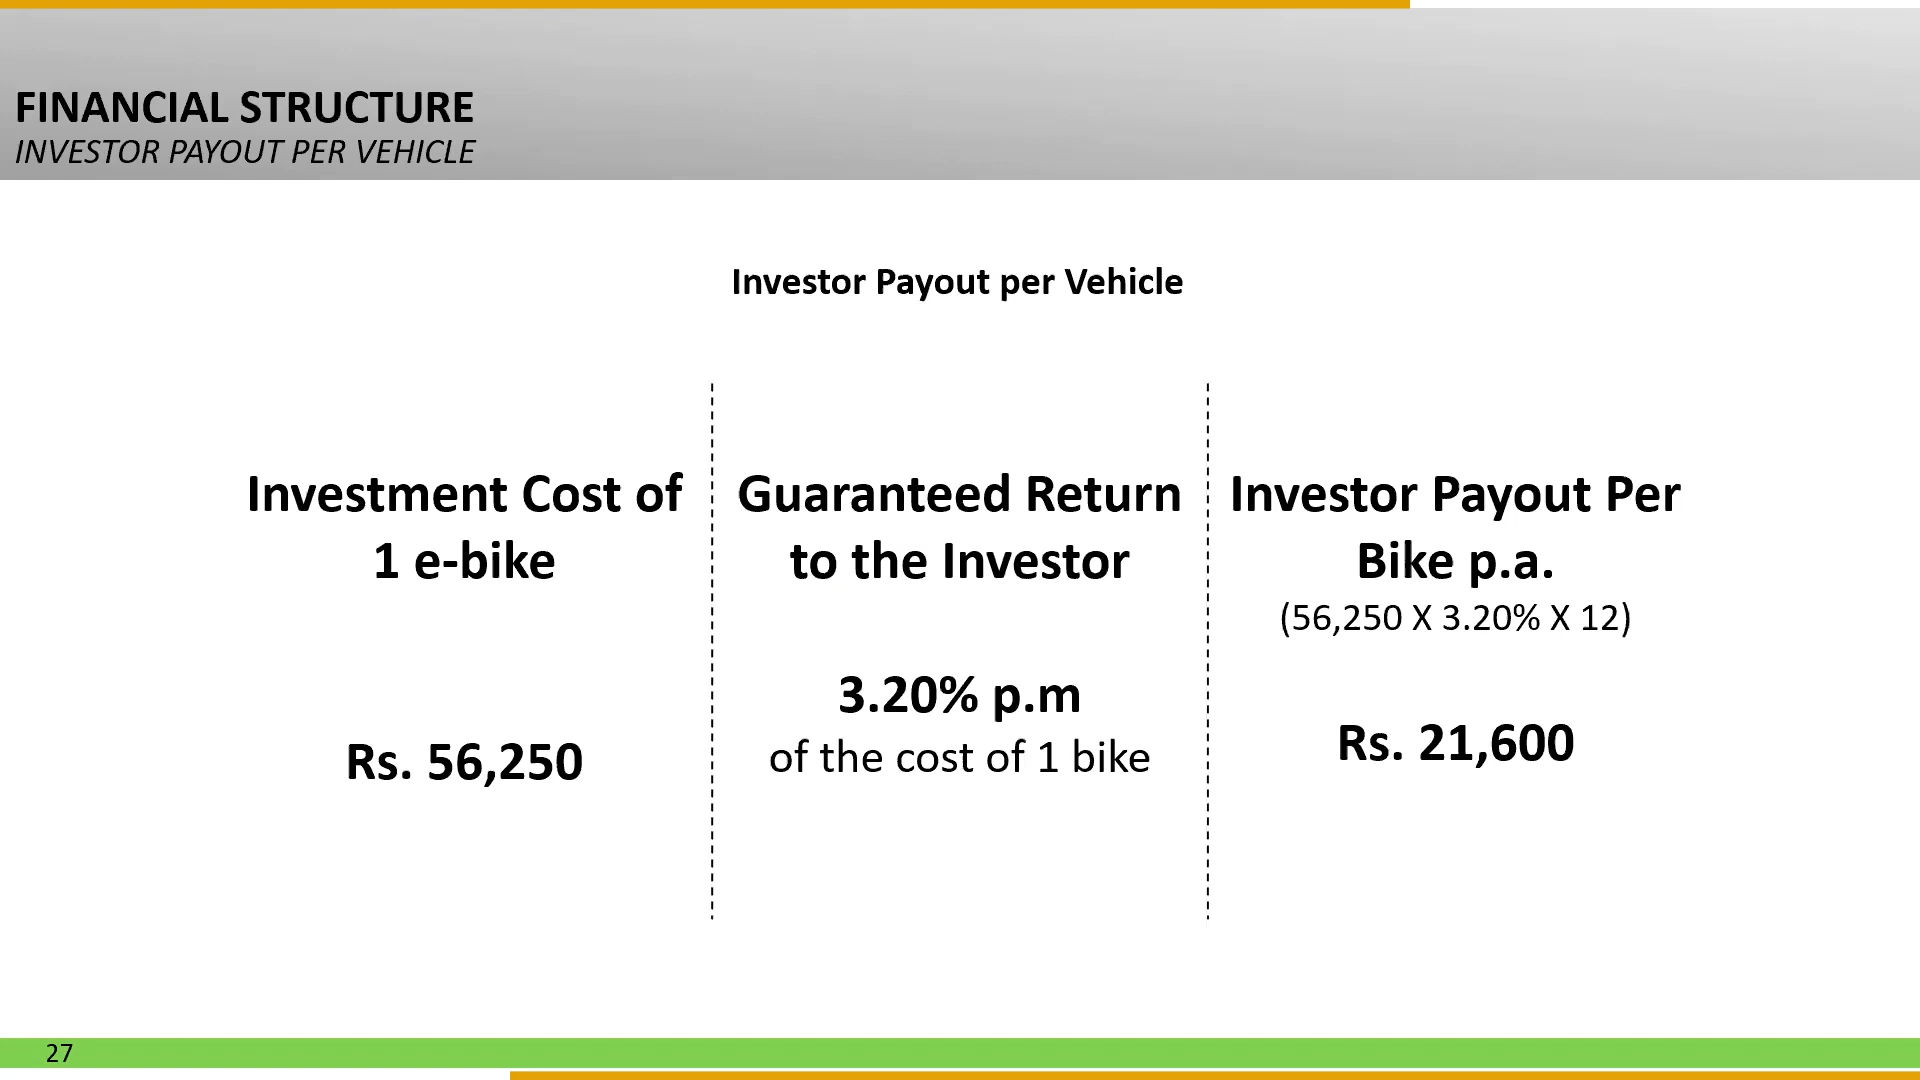 FINANCIAL STRUCTURE
INVESTOR PAYOUT PER VEHICLE
Investor Payout per Vehicle
Investment Cost of
1 e-bike
Rs. 56,250
Guaranteed Return
to the Investor
3.20% p.m
of the cost of 1 bike
Investor Payout Per
Bike p.a.
(56,250 X 3.20% X 12)
Rs. 21,600
27